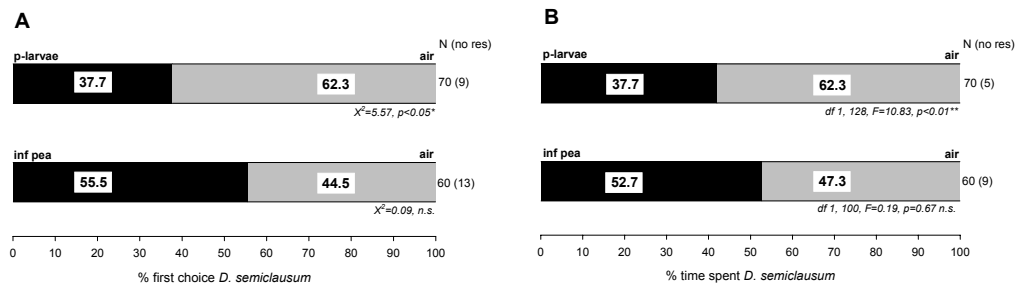 A
N (no res)
p-larvae air
37.7 62.3 70 (9)
X²=5.57, p<0.05*
inf pea air
55.5 44.5 60 (13)
X²=0.09, n.s.
0 10 20 30 40 50 60 70 80 90 100
% first choice D. semiclausum
B
N (no res)
p-larvae air
37.7 62.3 70 (5)
df 1, 128, F=10.83, p<0.01**
inf pea air
52.7 47.3 60 (9)
df 1, 100, F=0.19, p=0.67 n.s.
0 10 20 30 40 50 60 70 80 90 100
% time spent D. semiclausum